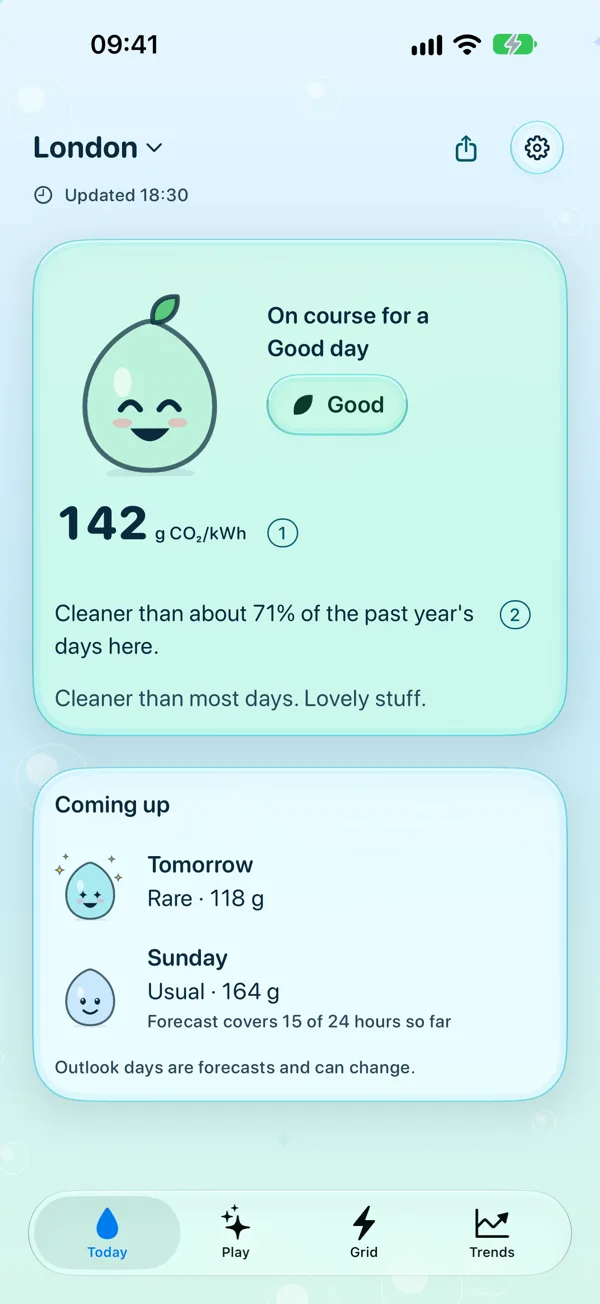 09:41
London
Updated 18:30
On course for a
Good day
Good
142 g CO₂/kWh 1
Cleaner than about 71% of the past year's 2
days here.
Cleaner than most days. Lovely stuff.
Coming up
Tomorrow
Rare · 118 g
Sunday
Usual · 164 g
Forecast covers 15 of 24 hours so far
Outlook days are forecasts and can change.
Today Play Grid Trends